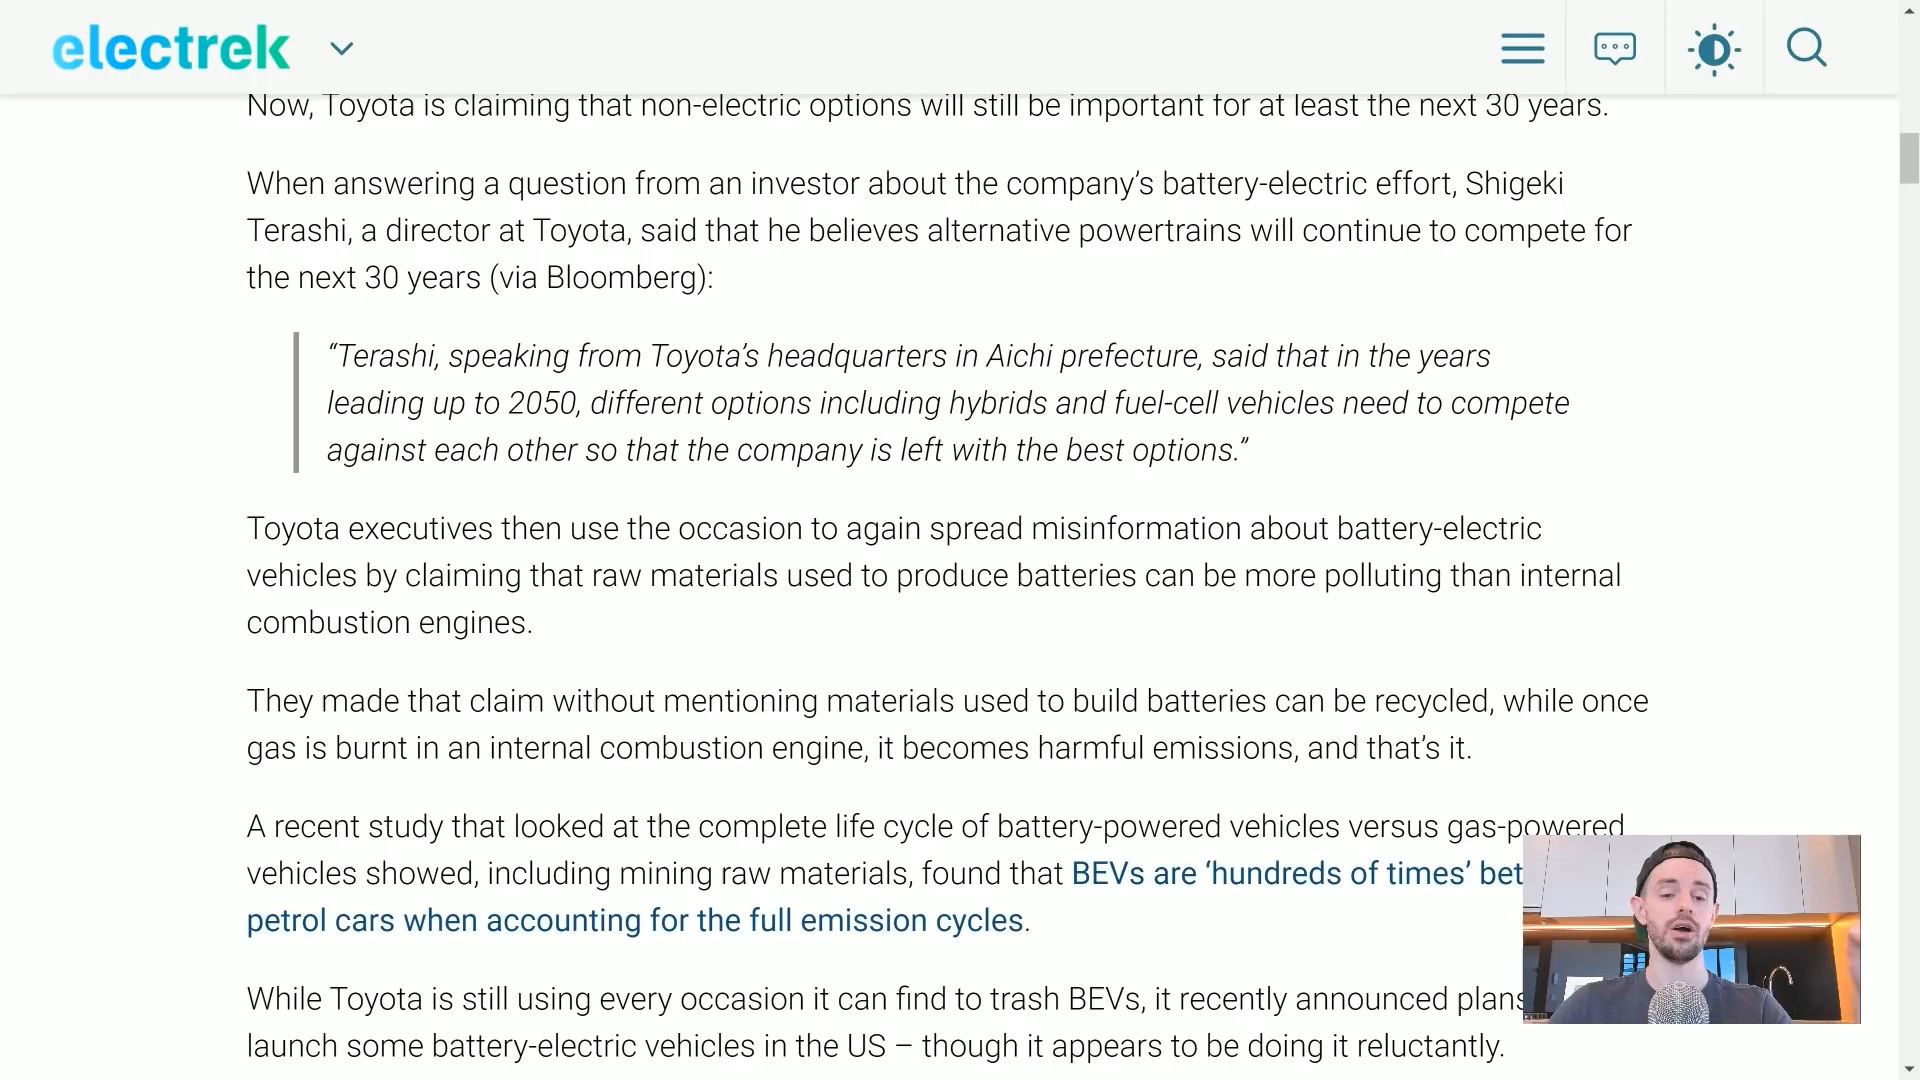 electrek
Now, Toyota is claiming that non-electric options will still be important for at least the next 30 years.
When answering a question from an investor about the company’s battery-electric effort, Shigeki
Terashi, a director at Toyota, said that he believes alternative powertrains will continue to compete for
the next 30 years (via Bloomberg):
“Terashi, speaking from Toyota’s headquarters in Aichi prefecture, said that in the years
leading up to 2050, different options including hybrids and fuel-cell vehicles need to compete
against each other so that the company is left with the best options.”
Toyota executives then use the occasion to again spread misinformation about battery-electric
vehicles by claiming that raw materials used to produce batteries can be more polluting than internal
combustion engines.
They made that claim without mentioning materials used to build batteries can be recycled, while once
gas is burnt in an internal combustion engine, it becomes harmful emissions, and that’s it.
A recent study that looked at the complete life cycle of battery-powered vehicles versus gas-powered
vehicles showed, including mining raw materials, found that BEVs are ‘hundreds of times’ bet
petrol cars when accounting for the full emission cycles.
While Toyota is still using every occasion it can find to trash BEVs, it recently announced plans
launch some battery-electric vehicles in the US – though it appears to be doing it reluctantly.